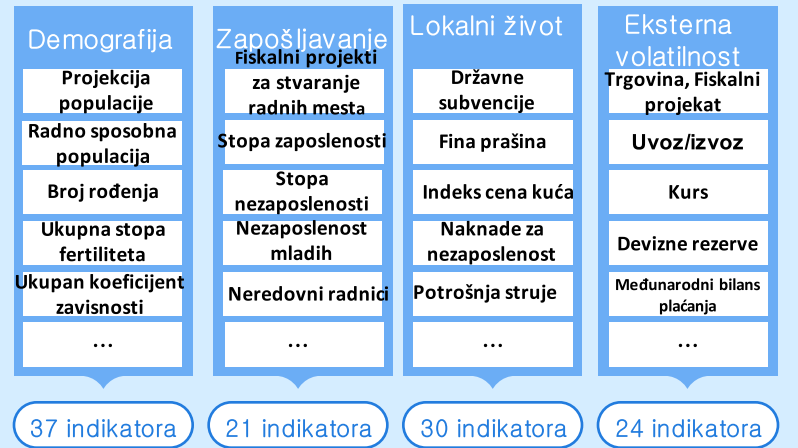 Demografija
Projekcija
populacije
Radno sposobna
populacija
Broj rođenja
Ukupna stopa
fertiliteta
Ukupan koeficijent
zavisnosti
...
37 indikatora
Zapošljavanje
Fiskalni projekti
za stvaranje
radnih mesta
Stopa zaposlenosti
Stopa
nezaposlenosti
Nezaposlenost
mladih
Neredovni radnici
...
21 indikatora
Lokalni život
Državne
subvencije
Fina prašina
Indeks cena kuća
Naknade za
nezaposlenost
Potrošnja struje
...
30 indikatora
Eksterna
volatilnost
Trgovina, Fiskalni
projekat
Uvoz/izvoz
Kurs
Devizne rezerve
Međunarodni bilans
plaćanja
...
24 indikatora